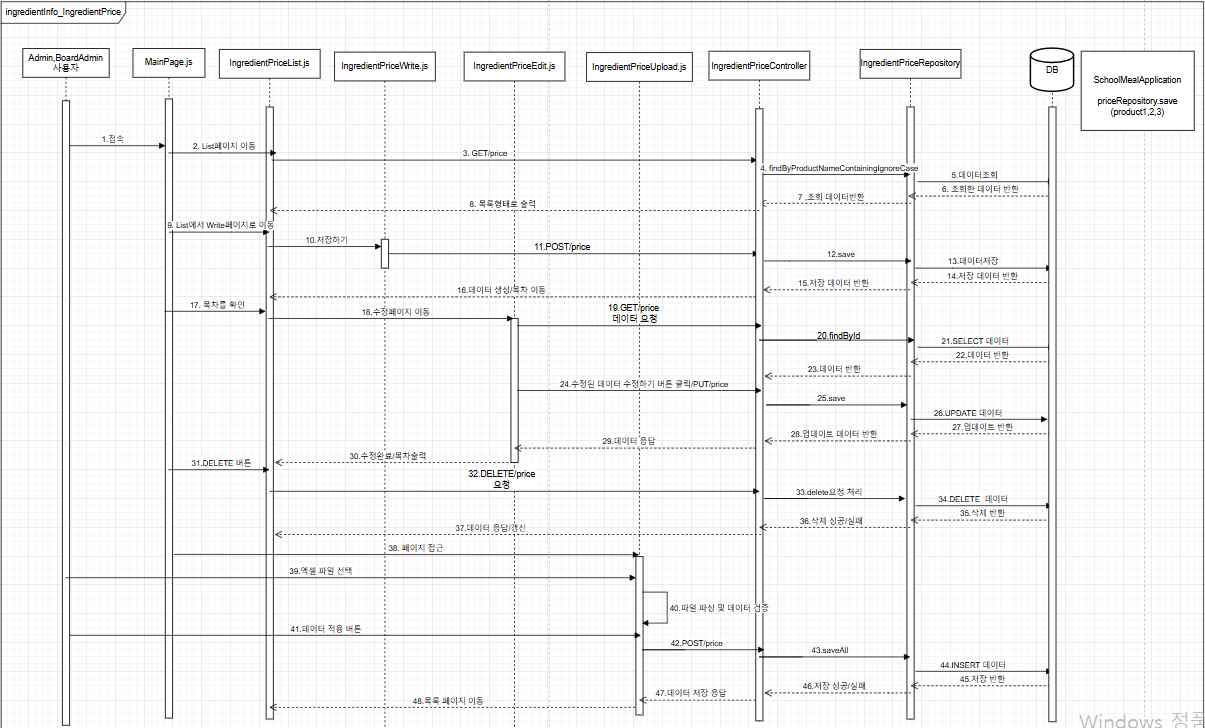 ingredientInfo_IngredientPrice
Admin,BoardAdmin
사용자
MainPage.js
IngredientPriceList.js
IngredientPriceWrite.js
IngredientPriceEdit.js
IngredientPriceUpload.js
IngredientPriceController
IngredientPriceRepository
DB
SchoolMealApplication
priceRepository.save
(product1,2,3)
1.접속
2. List페이지 이동
3. GET/price
4. findByProductNameContainingIgnoreCase
5.데이터조회
6. 조회한 데이터 반환
7 .조회 데이터반환
8. 목록형태로 출력
9. List에서 Write페이지로 이동
10.저장하기
11.POST/price
12.save
13.데이터저장
14.저장 데이터 반환
15.저장 데이터 반환
16.데이터 생성/목차 이동
17. 목차를 확인
18.수정페이지 이동
19.GET/price
데이터 요청
20.findById
21.SELECT 데이터
22.데이터 반환
23.데이터 반환
24.수정된 데이터 수정하기 버튼 클릭/PUT/price
25.save
26.UPDATE 데이터
27.업데이트 반환
28.업데이트 데이터 반환
29.데이터 응답
30.수정완료/목차출력
31.DELETE 버튼
32.DELETE/price
요청
33.delete요청 처리
34.DELETE 데이터
35.삭제 반환
36.삭제 성공/실패
37.데이터 응답/갱신
38. 페이지 접근
39.엑셀 파일 선택
40.파일 파싱 및 데이터 검증
41.데이터 적용 버튼
42.POST/price
43.saveAll
44.INSERT 데이터
45.저장 반환
46.저장 성공/실패
47.데이터 저장 응답
48.목록 페이지 이동
Windows 정품